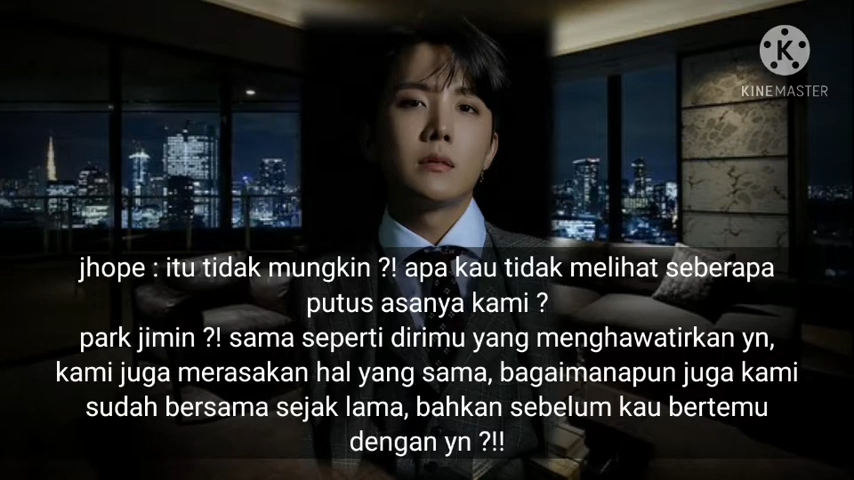 KINEMASTER
jhope : itu tidak mungkin ?! apa kau tidak melihat seberapa
putus asanya kami ?
park jimin ?! sama seperti dirimu yang menghawatirkan yn,
kami juga merasakan hal yang sama, bagaimanapun juga kami
sudah bersama sejak lama, bahkan sebelum kau bertemu
dengan yn ?!!